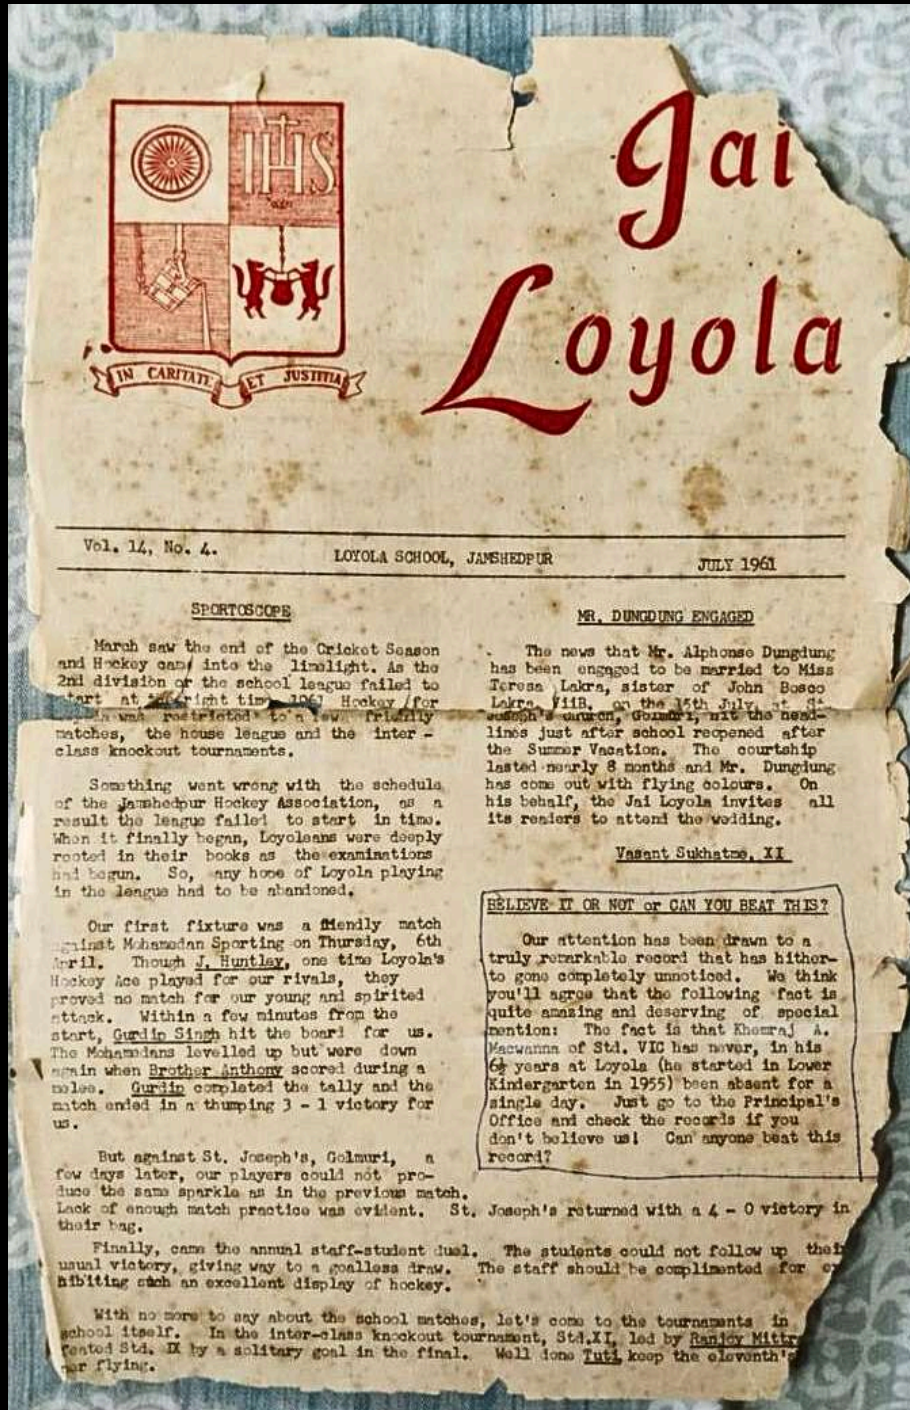 Jai
Loyola
IHS
IN CARITATE ET JUSTITIA
Vol. 14, No. 4.
LOYOLA SCHOOL, JAMSHEDPUR
JULY 1961
SPORTOSCOPE
March saw the end of the Cricket Season
and Hockey came into the limelight. As the
2nd division of the school league failed to
start at right time, 1961 Hockey for
was restricted to a few friendly
matches, the house league and the inter -
class knockout tournaments.
Something went wrong with the schedule
of the Jamshedpur Hockey Association, as a
result the league failed to start in time.
When it finally began, Loyoleans were deeply
rooted in their books as the examinations
had begun. So, any hope of Loyola playing
in the league had to be abandoned.
Our first fixture was a friendly match
against Mohamedan Sporting on Thursday, 6th
April. Though J. Huntley, one time Loyola's
Hockey Ace played for our rivals, they
proved no match for our young and spirited
attack. Within a few minutes from the
start, Gurdip Singh hit the board for us.
The Mohamedans levelled up but were down
again when Brother Anthony scored during a
melee. Gurdip completed the tally and the
match ended in a thumping 3 - 1 victory for
us.
But against St. Joseph's, Golmuri, a
few days later, our players could not pro-
duce the same sparkle as in the previous match.
Lack of enough match practice was evident. St. Joseph's returned with a 4 - 0 victory in
their bag.
Finally, came the annual staff-student duel. The students could not follow up their
usual victory, giving way to a goalless draw. The staff should be complimented for ex
hibiting such an excellent display of hockey.
With no more to say about the school matches, let's come to the tournaments in
school itself. In the inter-class knockout tournament, Std.XI, led by Ranjoy Mittr
feated Std. IX by a solitary goal in the final. Well done Tuti, keep the eleventh's
ner flying.
MR. DUNGDUNG ENGAGED
The news that Mr. Alphonse Dungdung
has been engaged to be married to Miss
Teresa Lakra, sister of John Bosco
Lakra, VIIB, on the 15th July, at St.
Joseph's Church, Golmuri, hit the head-
lines just after school reopened after
the Summer Vacation. The courtship
lasted nearly 8 months and Mr. Dungdung
has come out with flying colours. On
his behalf, the Jai Loyola invites all
its readers to attend the wedding.
Vasant Sukhatme, XI
BELIEVE IT OR NOT or CAN YOU BEAT THIS?
Our attention has been drawn to a
truly remarkable record that has hither-
to gone completely unnoticed. We think
you'll agree that the following fact is
quite amazing and deserving of special
mention: The fact is that Khemraj A.
Macwanna of Std. VIC has never, in his
6½ years at Loyola (he started in Lower
Kindergarten in 1955) been absent for a
single day. Just go to the Principal's
Office and check the records if you
don't believe us! Can anyone beat this
record?